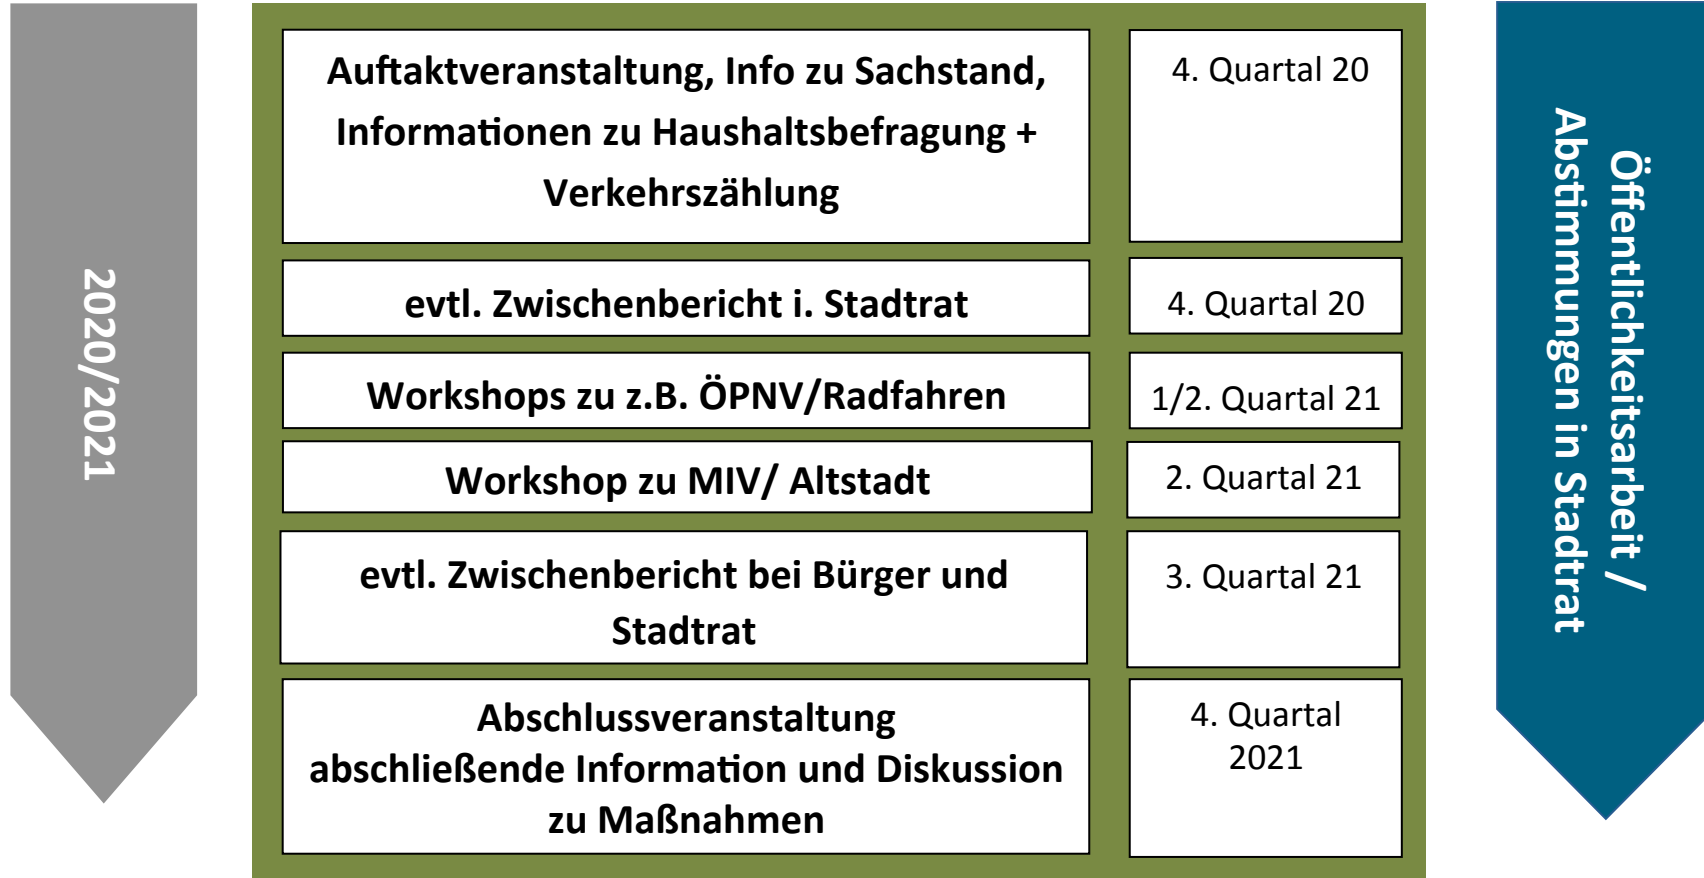 2020/2021
Auftaktveranstaltung, Info zu Sachstand,
Informationen zu Haushaltsbefragung +
Verkehrszählung
4. Quartal 20
evtl. Zwischenbericht i. Stadtrat
4. Quartal 20
Workshops zu z.B. ÖPNV/Radfahren
1/2. Quartal 21
Workshop zu MIV/ Altstadt
2. Quartal 21
evtl. Zwischenbericht bei Bürger und
Stadtrat
3. Quartal 21
Abschlussveranstaltung
abschließende Information und Diskussion
zu Maßnahmen
4. Quartal
2021
Öffentlichkeitsarbeit /
Abstimmungen in Stadtrat